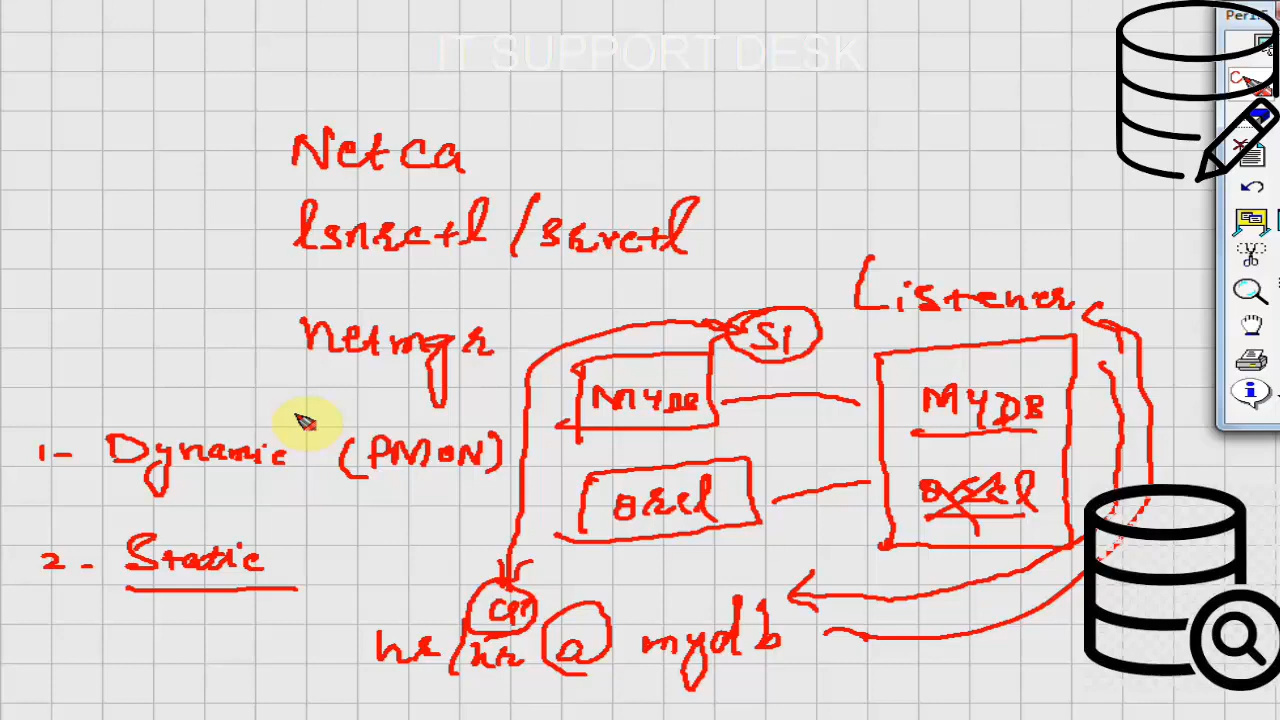 IT SUPPORT DESK
Netca
lsnrctl / srvctl
Listener
netmgr
S1
MYDB
MYDB
1- Dynamic (PMON)
orcl
orcl
2- Static
hr/hr @ mydb